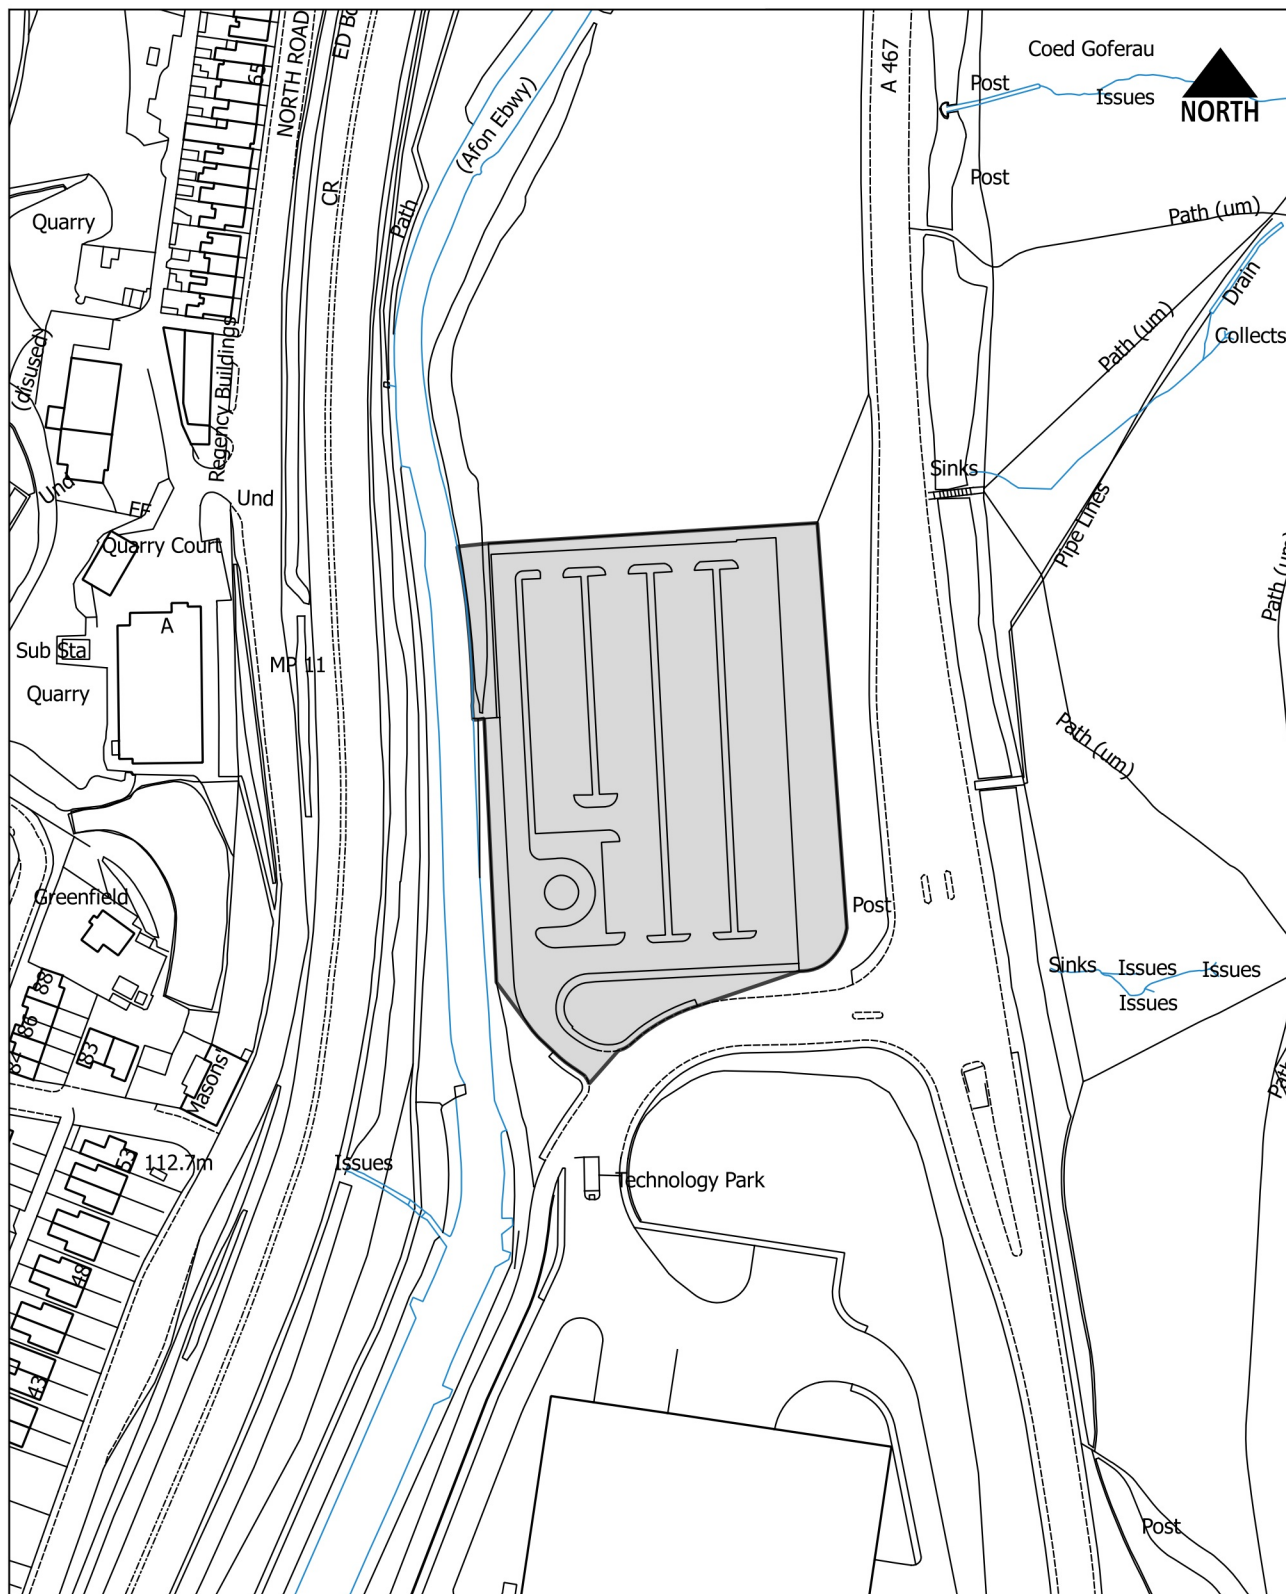 65
NORTH ROAD
ED Bo
A 467
Coed Goferau
Post
Issues
NORTH
(Afon Ebwy)
CR
Path
Post
Quarry
Path (um)
Drain
Path (um)
Collects
(disused)
Regency Buildings
Sinks
Und
Und
FF
Quarry Court
Pipe Lines
Path (um)
A
Sub Sta
MP 11
Quarry
Path (um)
Greenfield
Post
Sinks
Issues
Issues
Issues
88
86
84
83
Masons'
Path
53
112.7m
Issues
Technology Park
48
43
Post